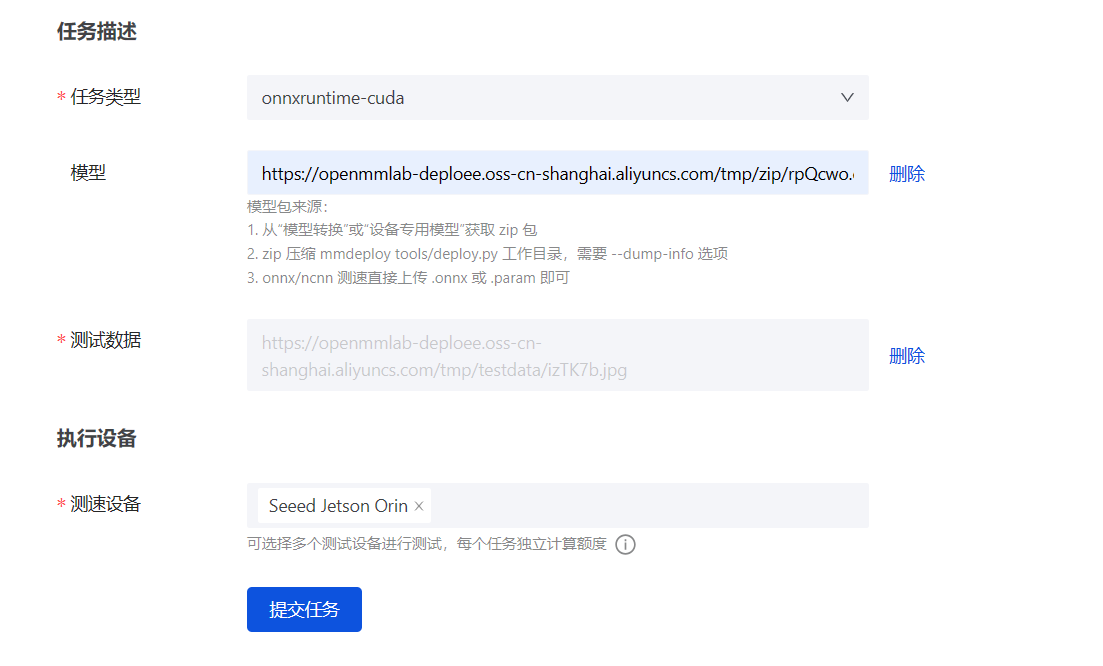 任务描述
* 任务类型
onnxruntime-cuda
模型
https://openmmlab-deploee.oss-cn-shanghai.aliyuncs.com/tmp/zip/rpQcwo.
删除
模型包来源：
1. 从“模型转换”或“设备专用模型”获取 zip 包
2. zip 压缩 mmdeploy tools/deploy.py 工作目录，需要 --dump-info 选项
3. onnx/ncnn 测速直接上传 .onnx 或 .param 即可
* 测试数据
https://openmmlab-deploee.oss-cn-
shanghai.aliyuncs.com/tmp/testdata/izTK7b.jpg
删除
执行设备
* 测速设备
Seeed Jetson Orin ×
可选择多个测试设备进行测试，每个任务独立计算额度
提交任务